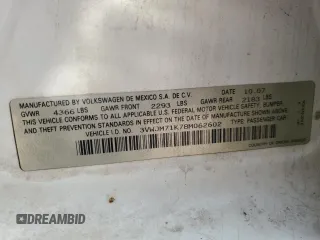 MANUFACTURED BY VOLKSWAGEN DE MEXICO S.A. DE C.V. 10.07
GVWR 4366 LBS GAWR FRONT 2293 LBS GAWR REAR 2183 LBS
THIS VEHICLE CONFORMS TO ALL APPLICABLE U.S. FEDERAL MOTOR VEHICLE SAFETY, BUMPER,
AND THEFT PREVENTION STANDARDS IN EFFECT ON THE DATE OF MANUFACTURE SHOWN ABOVE.
VEHICLE I.D. NO. 3VWJM71K78M062602 TYPE: PASSENGER CAR
DREAMBID